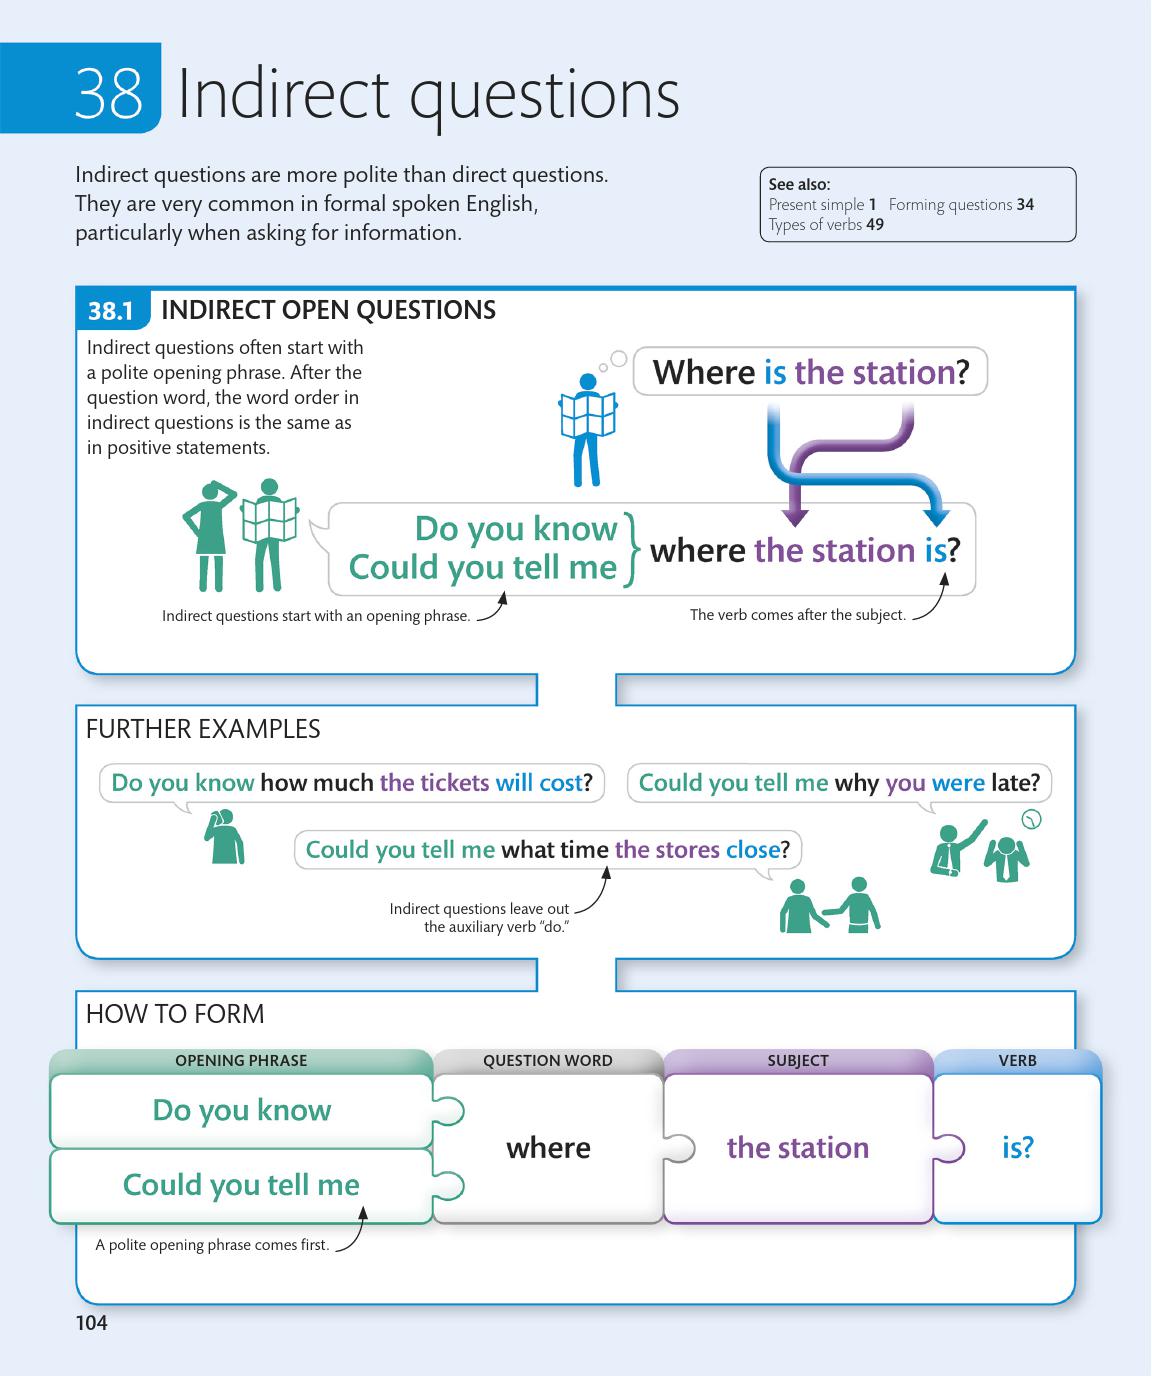 38 Indirect questions
Indirect questions are more polite than direct questions.
They are very common in formal spoken English,
particularly when asking for information.
See also:
Present simple 1 Forming questions 34
Types of verbs 49
38.1 INDIRECT OPEN QUESTIONS
Indirect questions often start with
a polite opening phrase. After the
question word, the word order in
indirect questions is the same as
in positive statements.
Where is the station?
Do you know
Could you tell me
where the station is?
Indirect questions start with an opening phrase.
The verb comes after the subject.
FURTHER EXAMPLES
Do you know how much the tickets will cost?
Could you tell me why you were late?
Could you tell me what time the stores close?
Indirect questions leave out
the auxiliary verb “do.”
HOW TO FORM
OPENING PHRASE QUESTION WORD SUBJECT VERB
Do you know
Could you tell me
where the station is?
A polite opening phrase comes first.
104